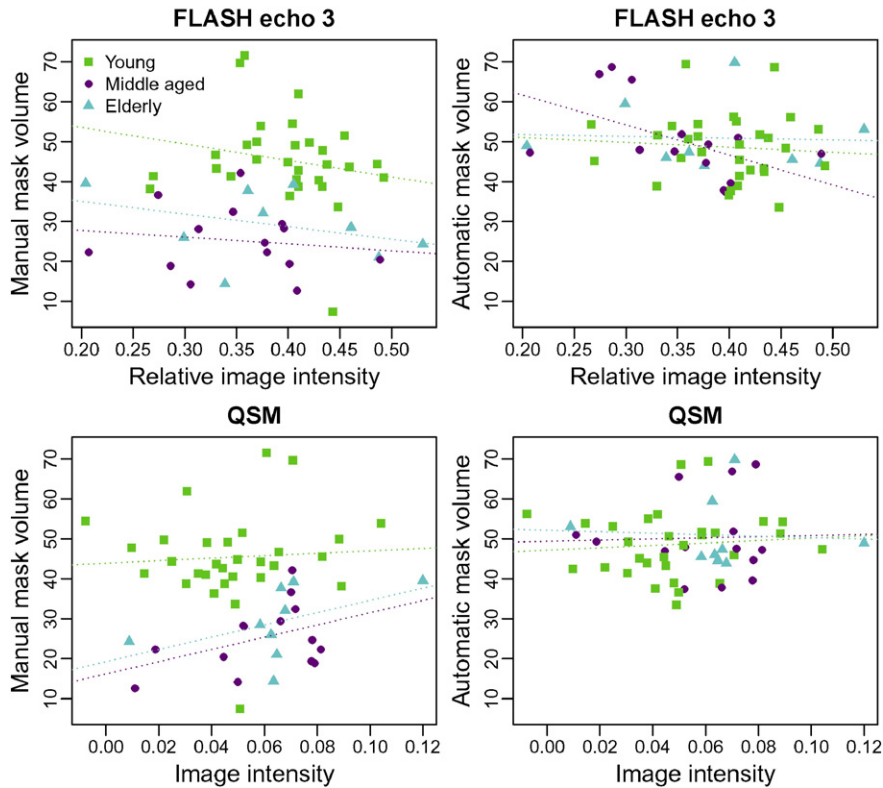 FLASH echo 3
Manual mask volume
70
60
50
40
30
20
10
Young
Middle aged
Elderly
0.20 0.25 0.30 0.35 0.40 0.45 0.50
Relative image intensity
FLASH echo 3
Automatic mask volume
70
60
50
40
30
20
10
0.20 0.25 0.30 0.35 0.40 0.45 0.50
Relative image intensity
QSM
Manual mask volume
70
60
50
40
30
20
10
0.00 0.02 0.04 0.06 0.08 0.10 0.12
Image intensity
QSM
Automatic mask volume
70
60
50
40
30
20
10
0.00 0.02 0.04 0.06 0.08 0.10 0.12
Image intensity